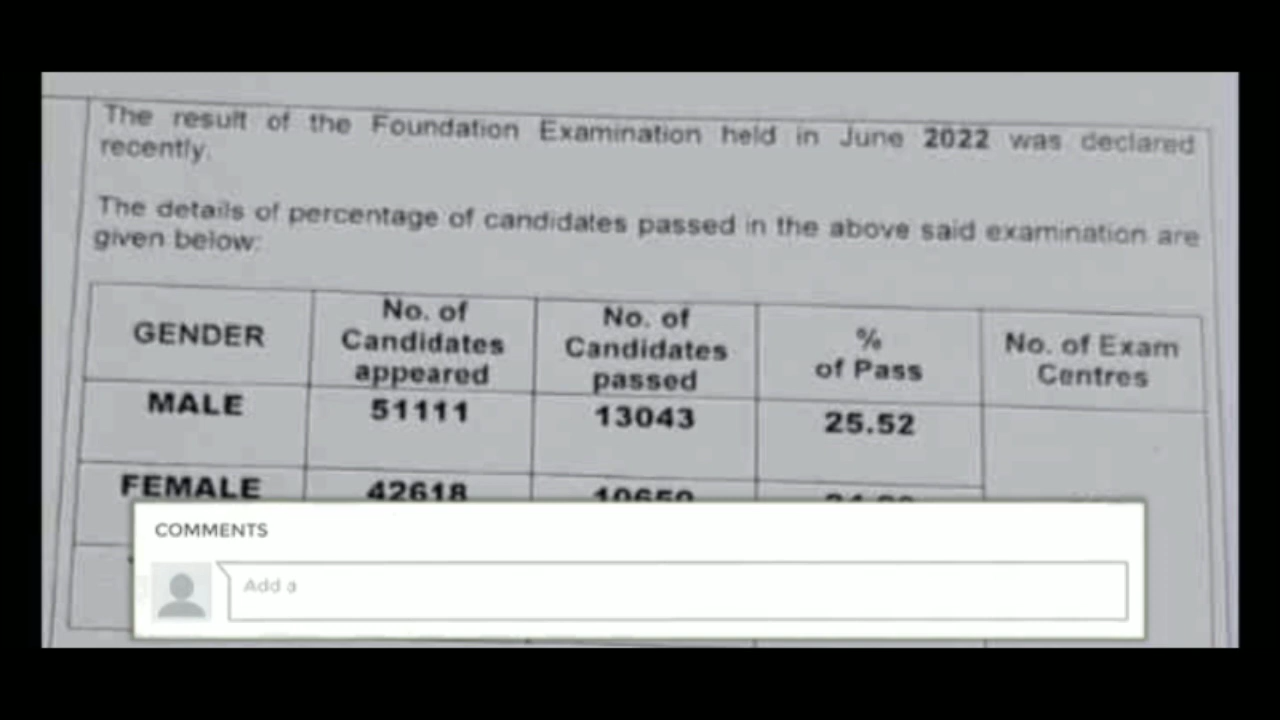 The result of the Foundation Examination held in June 2022 was declared
recently.
The details of percentage of candidates passed in the above said examination are
given below:
GENDER
No. of
Candidates
appeared
No. of
Candidates
passed
%
of Pass
No. of Exam
Centres
MALE
51111
13043
25.52
FEMALE
42618
COMMENTS
Add a